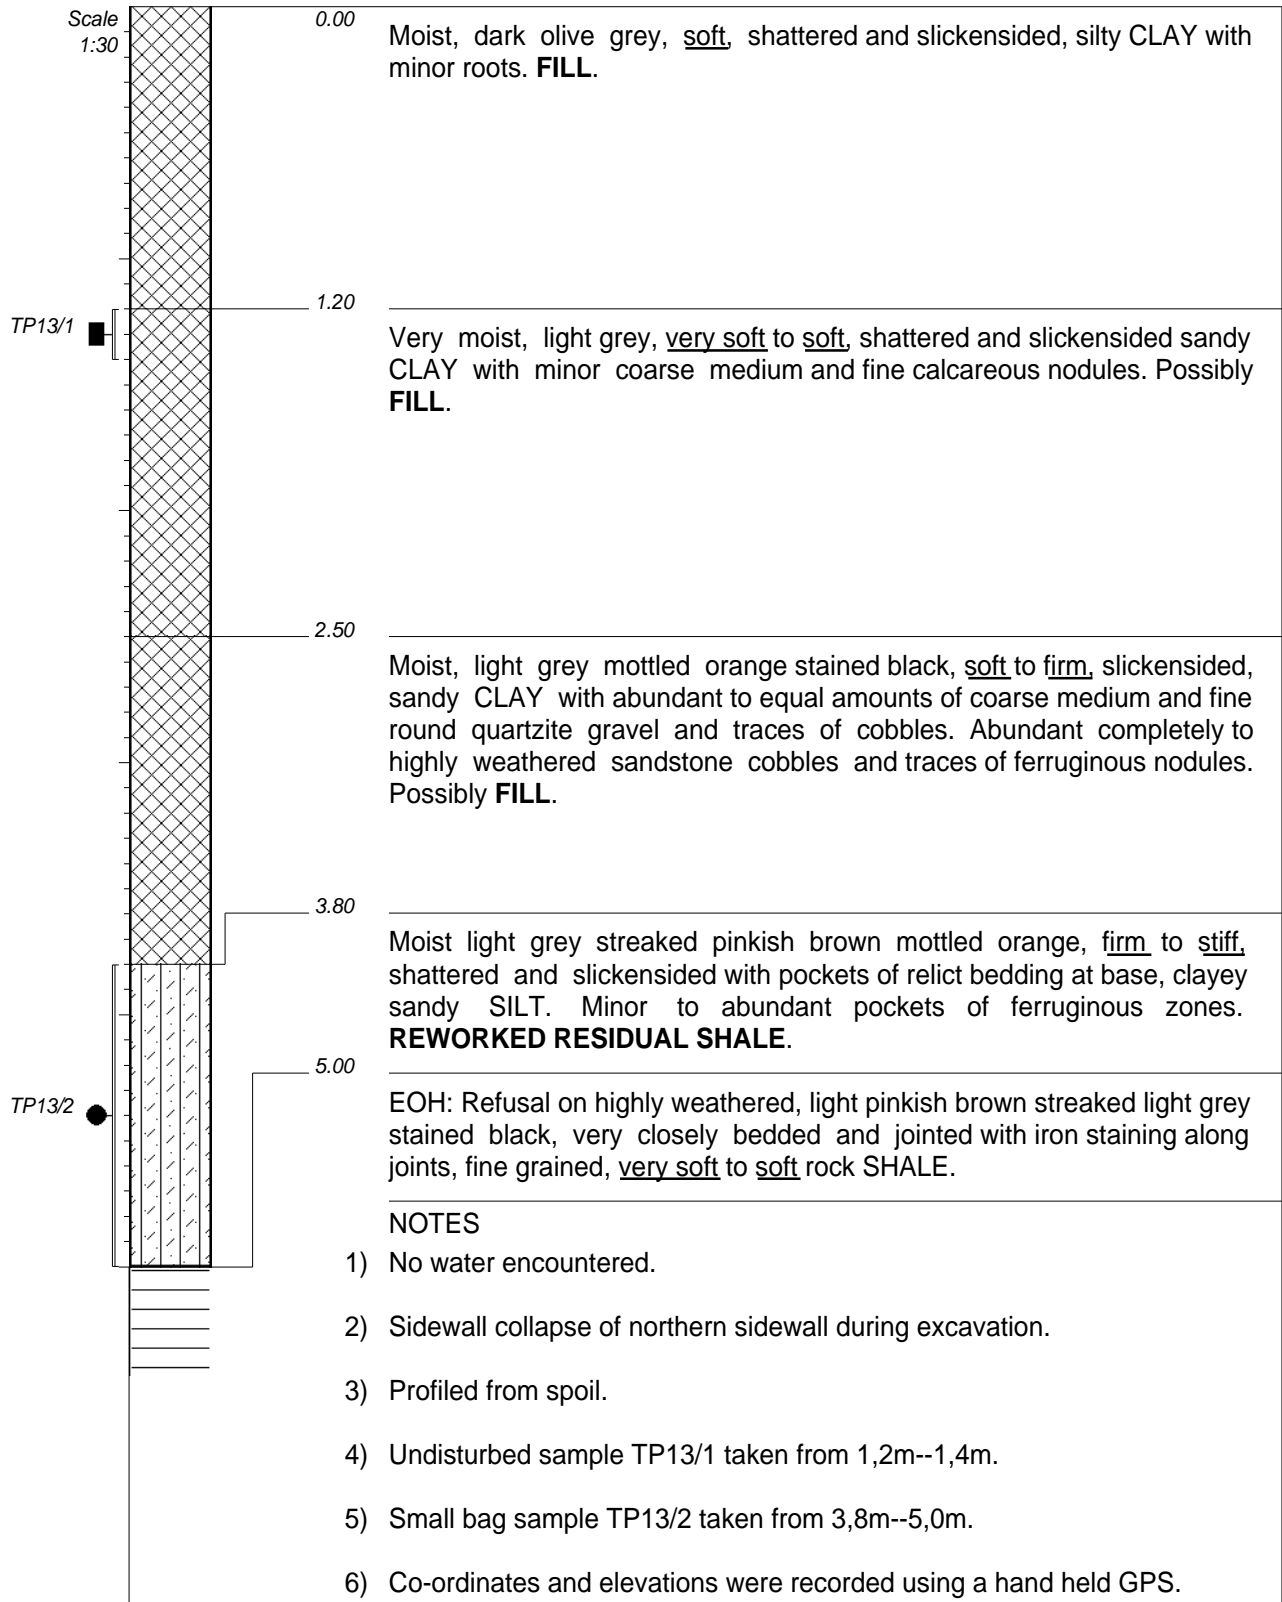 Scale
1:30
0.00
Moist, dark olive grey, soft, shattered and slickensided, silty CLAY with
minor roots. FILL.
1.20
TP13/1
Very moist, light grey, very soft to soft, shattered and slickensided sandy
CLAY with minor coarse medium and fine calcareous nodules. Possibly
FILL.
2.50
Moist, light grey mottled orange stained black, soft to firm, slickensided,
sandy CLAY with abundant to equal amounts of coarse medium and fine
round quartzite gravel and traces of cobbles. Abundant completely to
highly weathered sandstone cobbles and traces of ferruginous nodules.
Possibly FILL.
3.80
Moist light grey streaked pinkish brown mottled orange, firm to stiff,
shattered and slickensided with pockets of relict bedding at base, clayey
sandy SILT. Minor to abundant pockets of ferruginous zones.
REWORKED RESIDUAL SHALE.
5.00
TP13/2
EOH: Refusal on highly weathered, light pinkish brown streaked light grey
stained black, very closely bedded and jointed with iron staining along
joints, fine grained, very soft to soft rock SHALE.
NOTES
1) No water encountered.
2) Sidewall collapse of northern sidewall during excavation.
3) Profiled from spoil.
4) Undisturbed sample TP13/1 taken from 1,2m--1,4m.
5) Small bag sample TP13/2 taken from 3,8m--5,0m.
6) Co-ordinates and elevations were recorded using a hand held GPS.